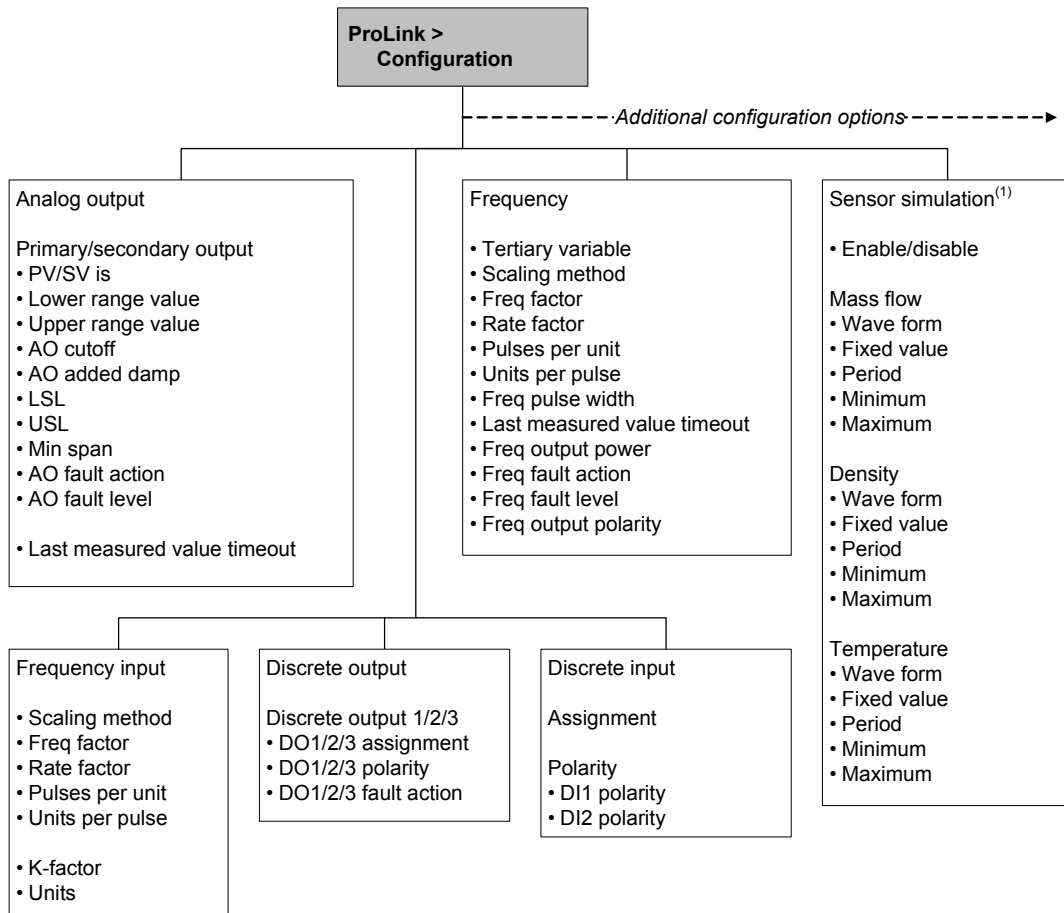 ProLink >
Configuration
Additional configuration options
Analog output
Primary/secondary output
• PV/SV is
• Lower range value
• Upper range value
• AO cutoff
• AO added damp
• LSL
• USL
• Min span
• AO fault action
• AO fault level
• Last measured value timeout
Frequency
• Tertiary variable
• Scaling method
• Freq factor
• Rate factor
• Pulses per unit
• Units per pulse
• Freq pulse width
• Last measured value timeout
• Freq output power
• Freq fault action
• Freq fault level
• Freq output polarity
Sensor simulation(1)
• Enable/disable
Mass flow
• Wave form
• Fixed value
• Period
• Minimum
• Maximum
Density
• Wave form
• Fixed value
• Period
• Minimum
• Maximum
Temperature
• Wave form
• Fixed value
• Period
• Minimum
• Maximum
Frequency input
• Scaling method
• Freq factor
• Rate factor
• Pulses per unit
• Units per pulse
• K-factor
• Units
Discrete output
Discrete output 1/2/3
• DO1/2/3 assignment
• DO1/2/3 polarity
• DO1/2/3 fault action
Discrete input
Assignment
Polarity
• DI1 polarity
• DI2 polarity